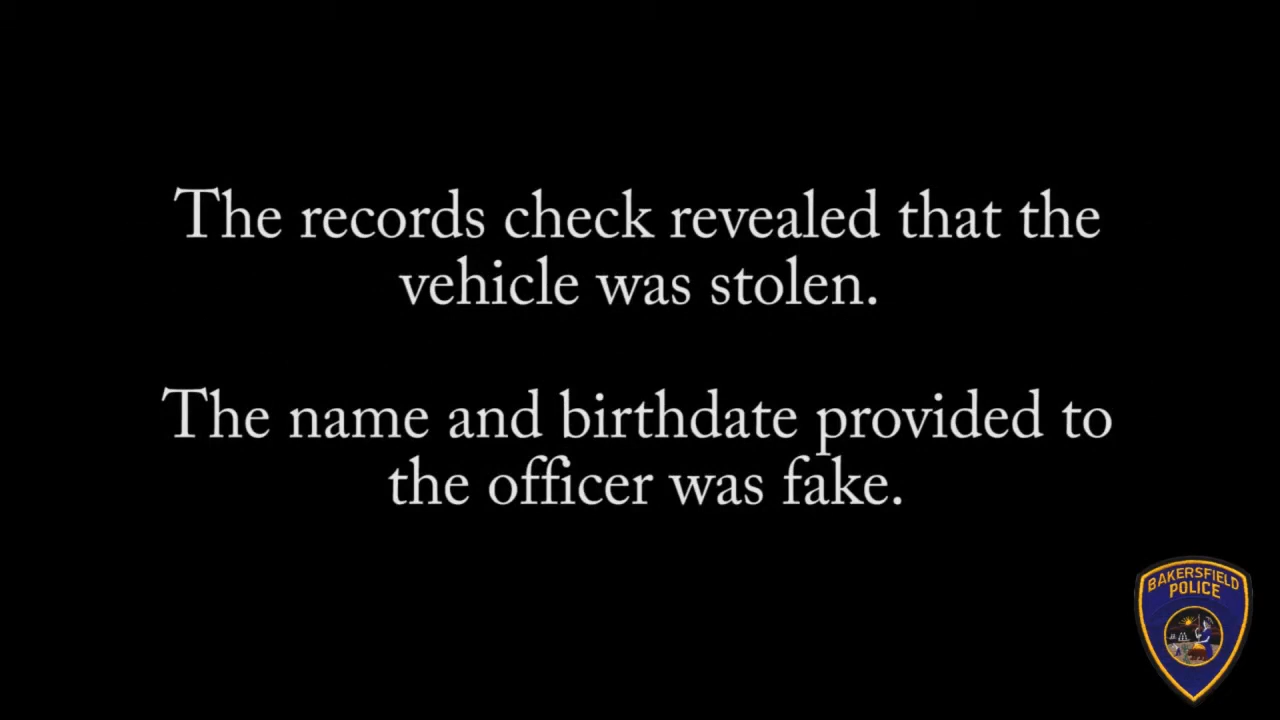 The records check revealed that the
vehicle was stolen.
The name and birthdate provided to
the officer was fake.
BAKERSFIELD
POLICE